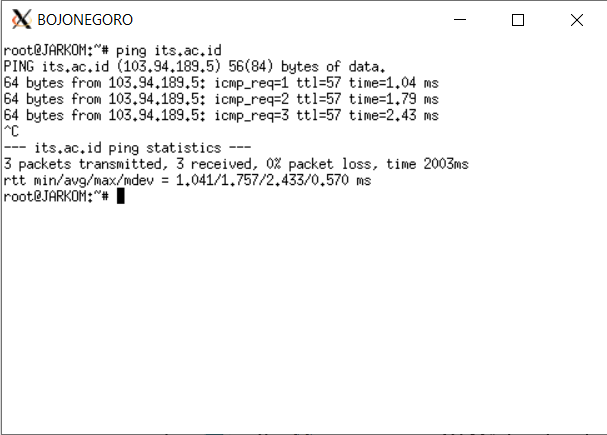 BOJONEGORO
root@JARKOM:~# ping its.ac.id
PING its.ac.id (103.94.189.5) 56(84) bytes of data.
64 bytes from 103.94.189.5: icmp_req=1 ttl=57 time=1.04 ms
64 bytes from 103.94.189.5: icmp_req=2 ttl=57 time=1.79 ms
64 bytes from 103.94.189.5: icmp_req=3 ttl=57 time=2.43 ms
^C
--- its.ac.id ping statistics ---
3 packets transmitted, 3 received, 0% packet loss, time 2003ms
rtt min/avg/max/mdev = 1.041/1.757/2.433/0.570 ms
root@JARKOM:~#